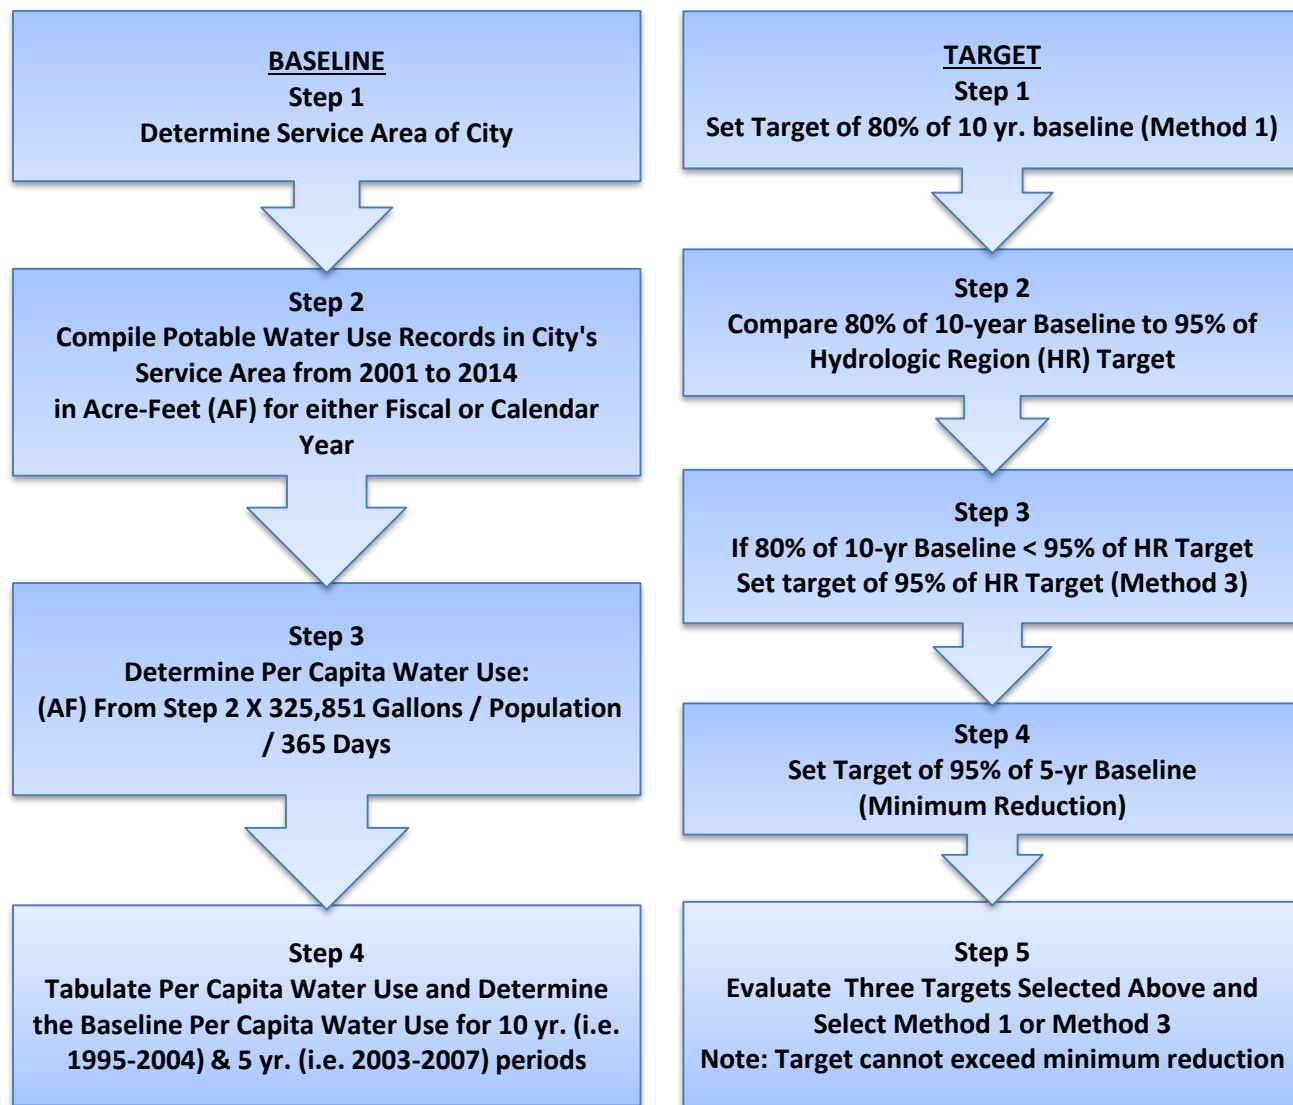 BASELINE
Step 1
Determine Service Area of City
Step 2
Compile Potable Water Use Records in City's
Service Area from 2001 to 2014
in Acre-Feet (AF) for either Fiscal or Calendar
Year
Step 3
Determine Per Capita Water Use:
(AF) From Step 2 X 325,851 Gallons / Population
/ 365 Days
Step 4
Tabulate Per Capita Water Use and Determine
the Baseline Per Capita Water Use for 10 yr. (i.e.
1995-2004) & 5 yr. (i.e. 2003-2007) periods
TARGET
Step 1
Set Target of 80% of 10 yr. baseline (Method 1)
Step 2
Compare 80% of 10-year Baseline to 95% of
Hydrologic Region (HR) Target
Step 3
If 80% of 10-yr Baseline < 95% of HR Target
Set target of 95% of HR Target (Method 3)
Step 4
Set Target of 95% of 5-yr Baseline
(Minimum Reduction)
Step 5
Evaluate  Three Targets Selected Above and
Select Method 1 or Method 3
Note: Target cannot exceed minimum reduction